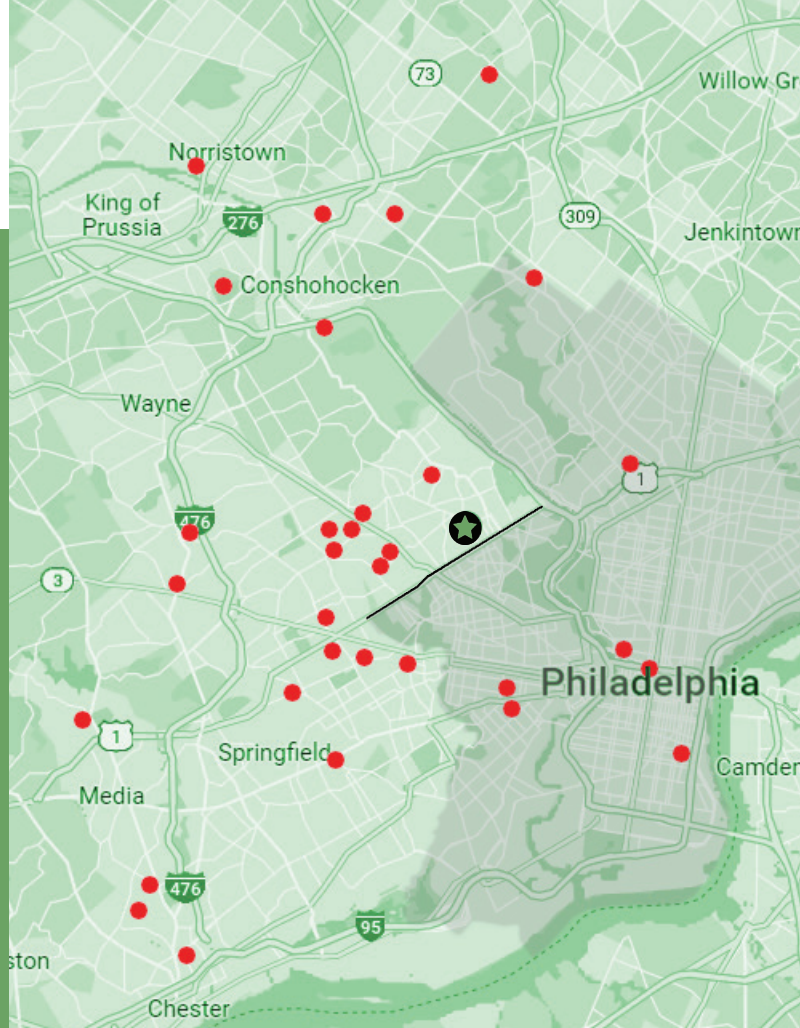 73
Willow Gr
Norristown
King of
Prussia
276
309
Jenkintown
Conshohocken
Wayne
1
476
3
Philadelphia
1
Springfield
Camden
Media
476
95
ston
Chester